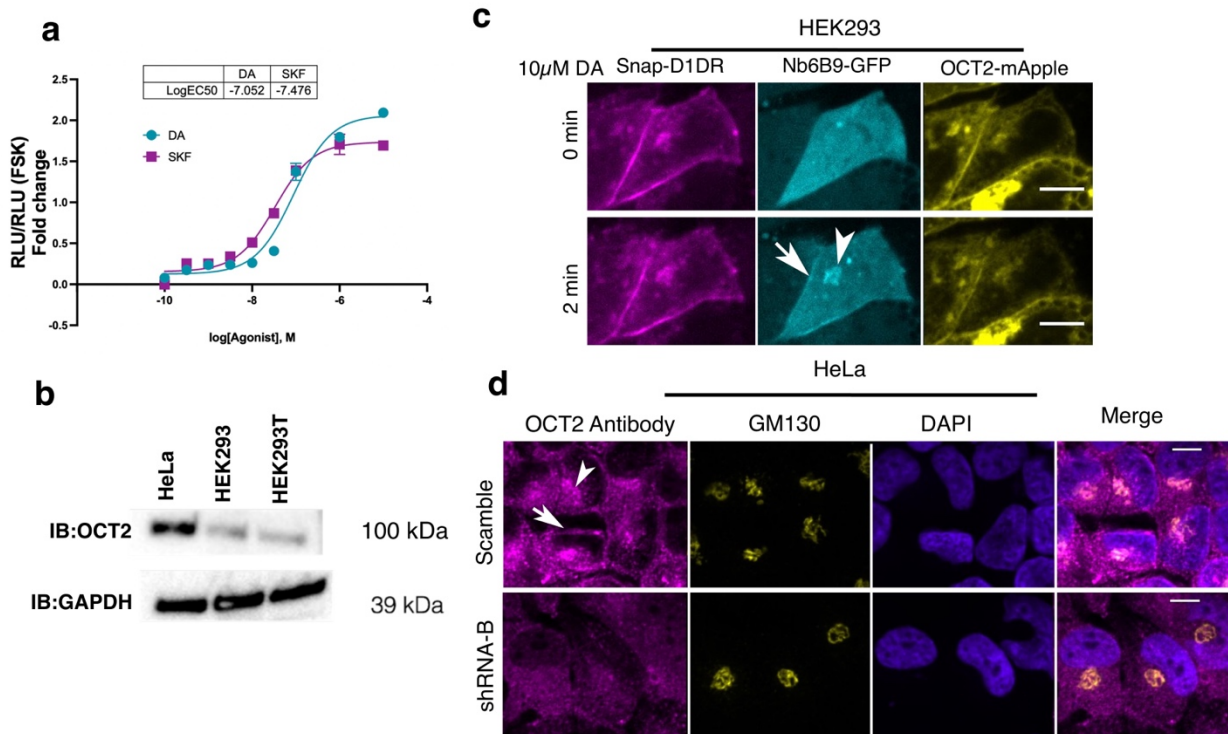 a
DA SKF
LogEC50 -7.052 -7.476
DA
SKF
RLU/RLU (FSK)
Fold change
2.5
2.0
1.5
1.0
0.5
0.0
-0.5
-10 -8 -6 -4
log[Agonist], M
b
HeLa HEK293 HEK293T
IB:OCT2 100 kDa
IB:GAPDH 39 kDa
c
HEK293
10µM DA Snap-D1DR Nb6B9-GFP OCT2-mApple
0 min
2 min
d
HeLa
OCT2 Antibody GM130 DAPI Merge
Scamble
shRNA-B